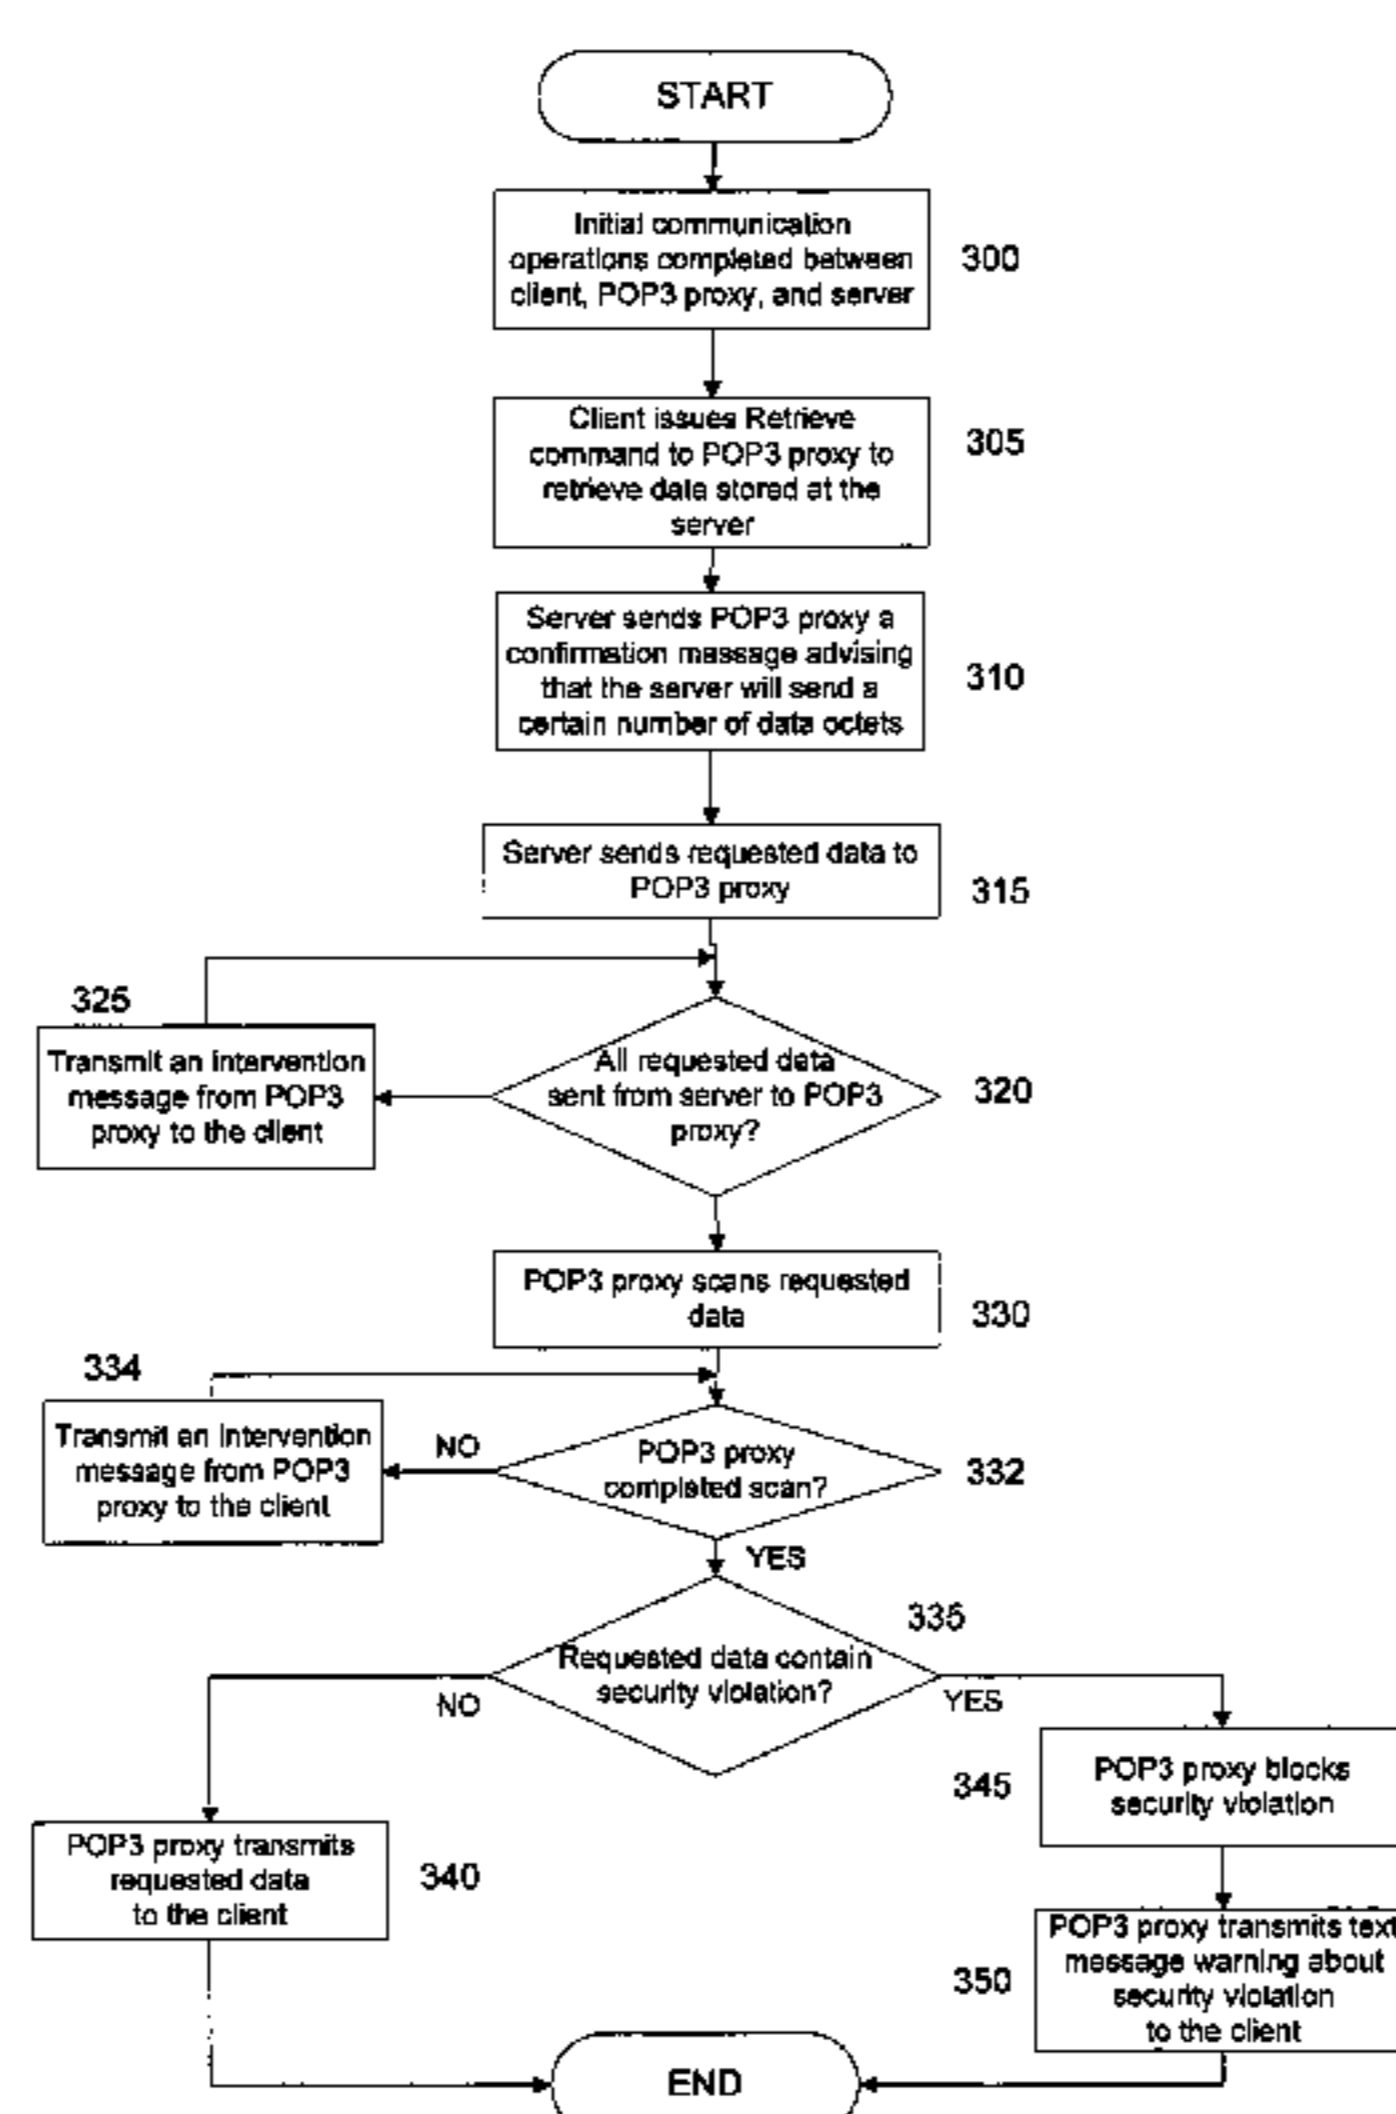 START
Initial communication
operations completed between
client, POP3 proxy, and server
300
Client issues Retrieve
command to POP3 proxy to
retrieve data stored at the
server
305
Server sends POP3 proxy a
confirmation message advising
that the server will send a
certain number of data octets
310
Server sends requested data to
POP3 proxy
315
325
Transmit an intervention
message from POP3
proxy to the client
All requested data
sent from server to POP3
proxy?
320
POP3 proxy scans requested
data
330
334
Transmit an intervention
message from POP3
proxy to the client
NO
POP3 proxy
completed scan?
332
YES
335
Requested data contain
security violation?
NO
YES
345
POP3 proxy blocks
security violation
POP3 proxy transmits
requested data
to the client
340
350
POP3 proxy transmits text
message warning about
security violation
to the client
END